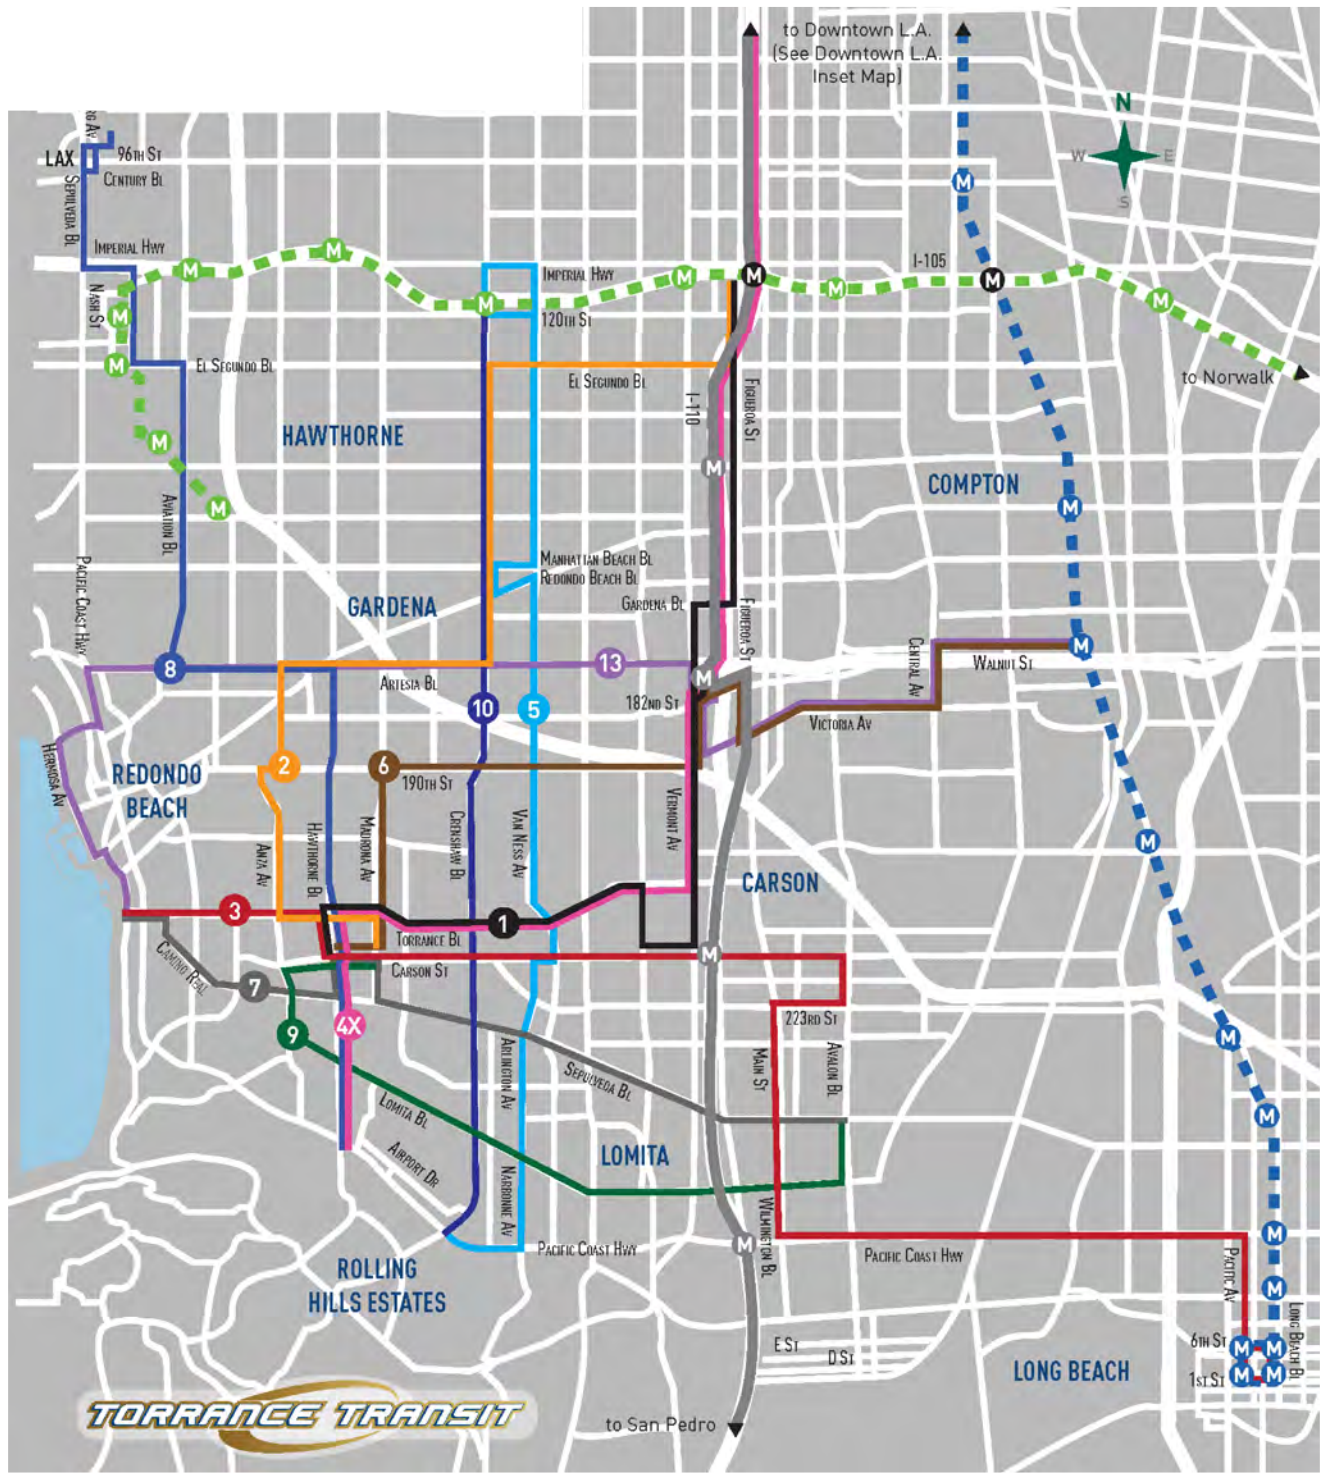 to Downtown L.A.
(See Downtown L.A.
Inset Map)
N
W
E
S
LAX
96TH ST
CENTURY BL
SEPULVEDA BL
IMPERIAL HWY
M
M
M
M
M
M
M
M
M
M
M
IMPERIAL HWY
I-105
NASH ST
120TH ST
M
M
to Norwalk
EL SEGUNDO BL
EL SEGUNDO BL
I-110
FIGUEROA ST
HAWTHORNE
M
M
COMPTON
M
M
AVIATION BL
PACIFIC COAST HWY
MANHATTAN BEACH BL
REDONDO BEACH BL
GARDENA
GARDENA BL
FIGUEROA ST
8
13
ARTESIA BL
M
CENTRAL AV
M
WALNUT ST
182ND ST
10
5
VICTORIA AV
HERMOSA AV
REDONDO
BEACH
2
6
190TH ST
HAWTHORNE BL
MADRONA AV
CRENSHAW BL
VAN NESS AV
VERMONT AV
ANZA AV
M
CARSON
3
1
TORRANCE BL
M
CAMINO REAL
CARSON ST
7
4X
9
223RD ST
M
MAIN ST
AVALON BL
ARLINGTON AV
SEPULVEDA BL
LOMITA BL
M
AIRPORT DR
LOMITA
NARBONNE AV
WILMINGTON BL
M
M
PACIFIC COAST HWY
PACIFIC COAST HWY
PACIFIC AV
M
LONG BEACH BL
ROLLING
HILLS ESTATES
6TH ST
M
M
E ST
D ST
LONG BEACH
1ST ST
M
M
TORRANCE TRANSIT
to San Pedro